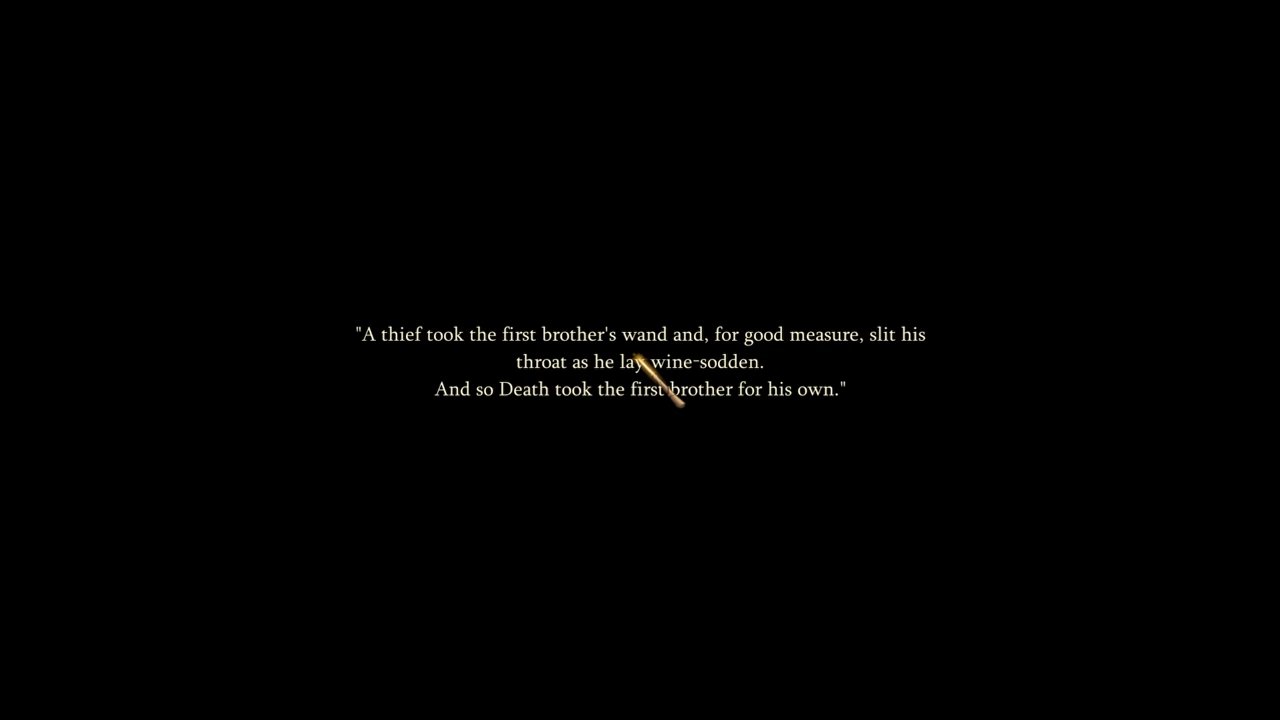 "A thief took the first brother's wand and, for good measure, slit his
throat as he lay wine-sodden.
And so Death took the first brother for his own."